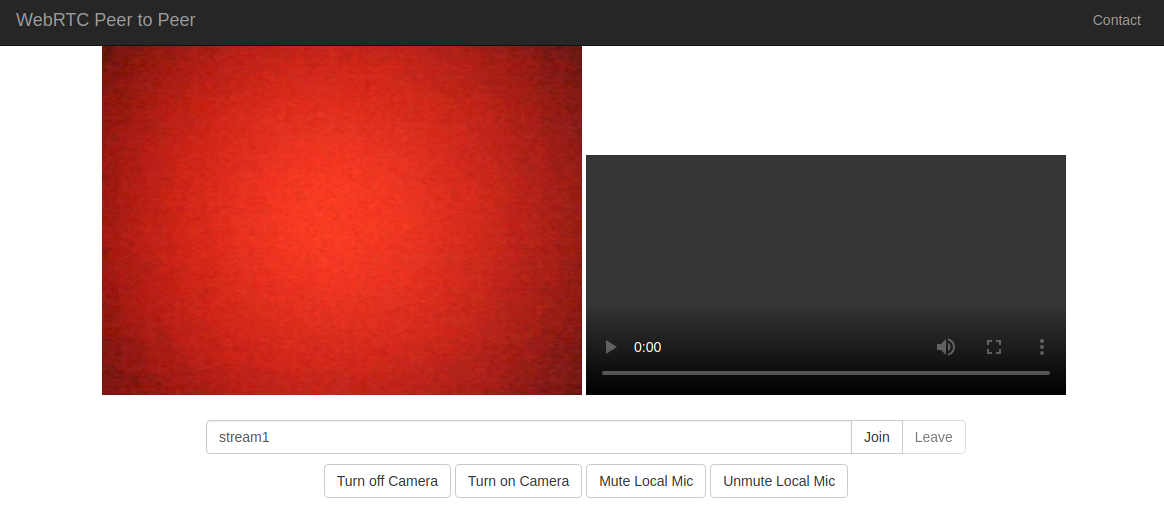 WebRTC Peer to Peer
Contact
0:00
stream1
Join
Leave
Turn off Camera
Turn on Camera
Mute Local Mic
Unmute Local Mic